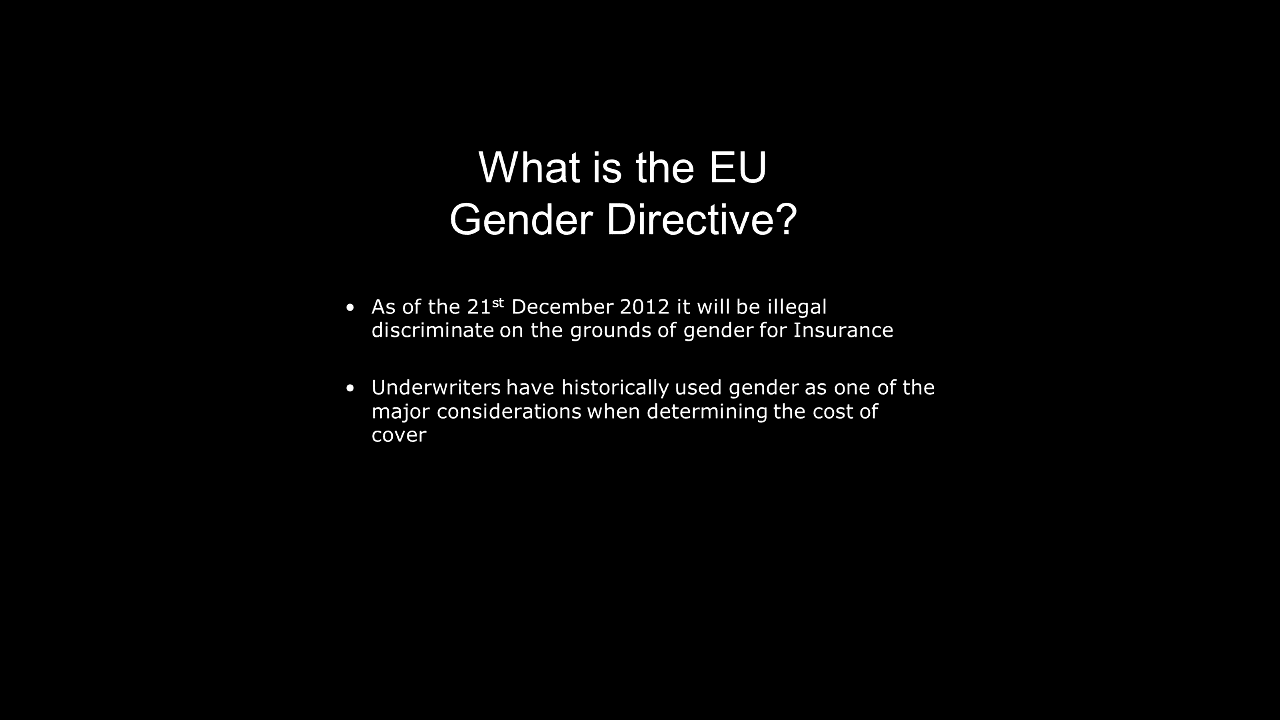 What is the EU
Gender Directive?
• As of the 21st December 2012 it will be illegal
discriminate on the grounds of gender for Insurance
• Underwriters have historically used gender as one of the
major considerations when determining the cost of
cover